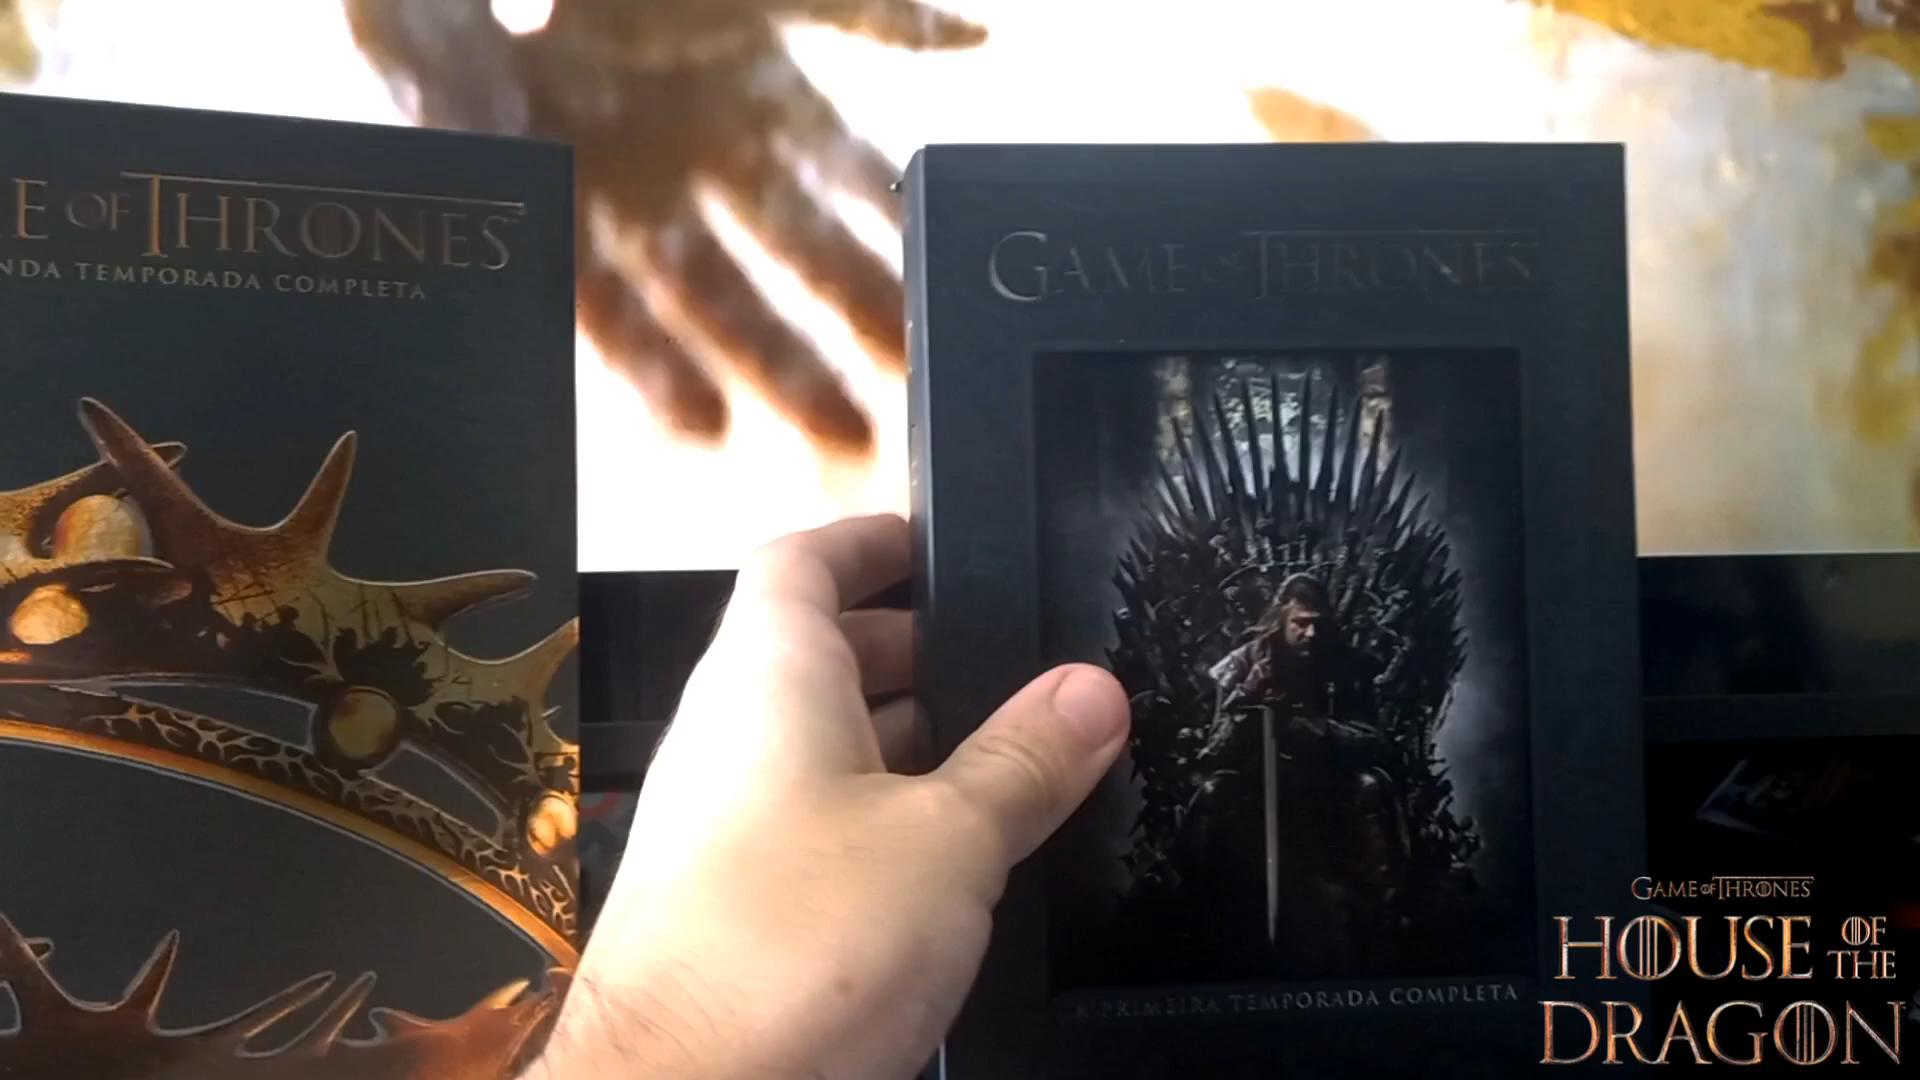 E OF THRONES
NDA TEMPORADA COMPLETA
GAME OF THRONES
A PRIMEIRA TEMPORADA COMPLETA
GAME OF THRONES
HOUSE OF THE
DRAGON